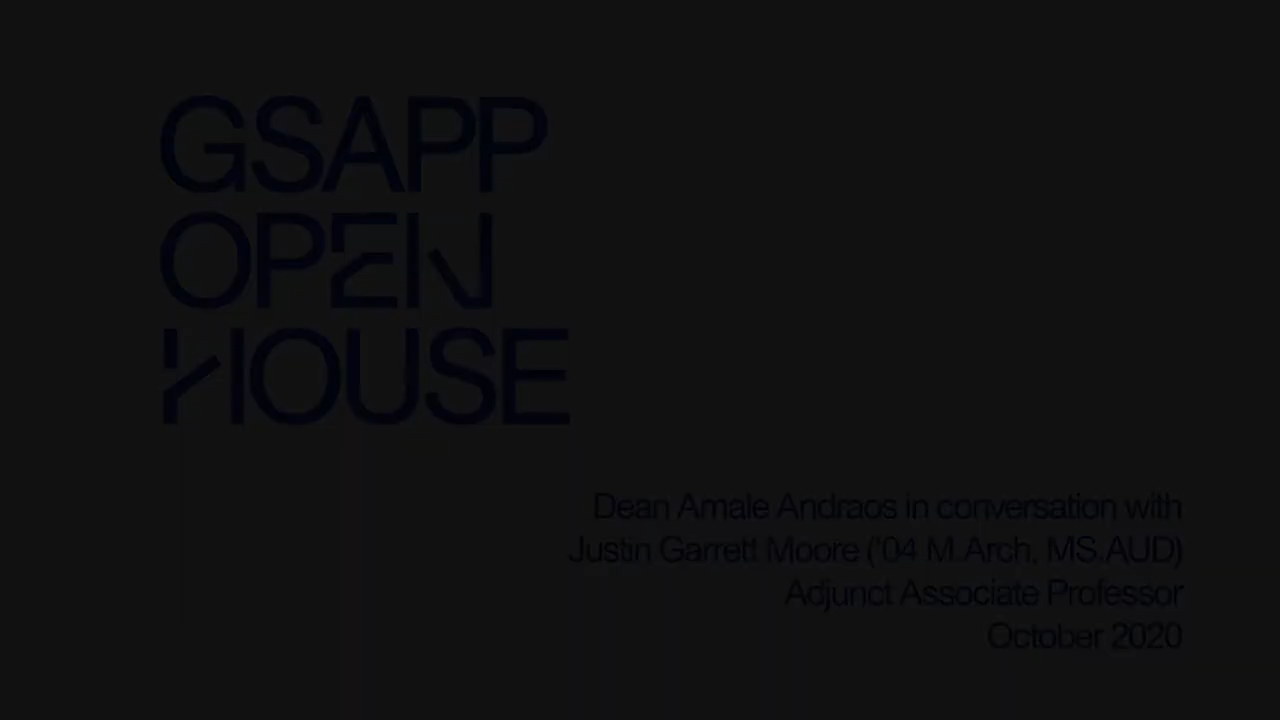 GSAPP
OPEN
HOUSE
Dean Amale Andraos in conversation with
Justin Garrett Moore ('04 M.Arch, MS.AUD)
Adjunct Associate Professor
October 2020